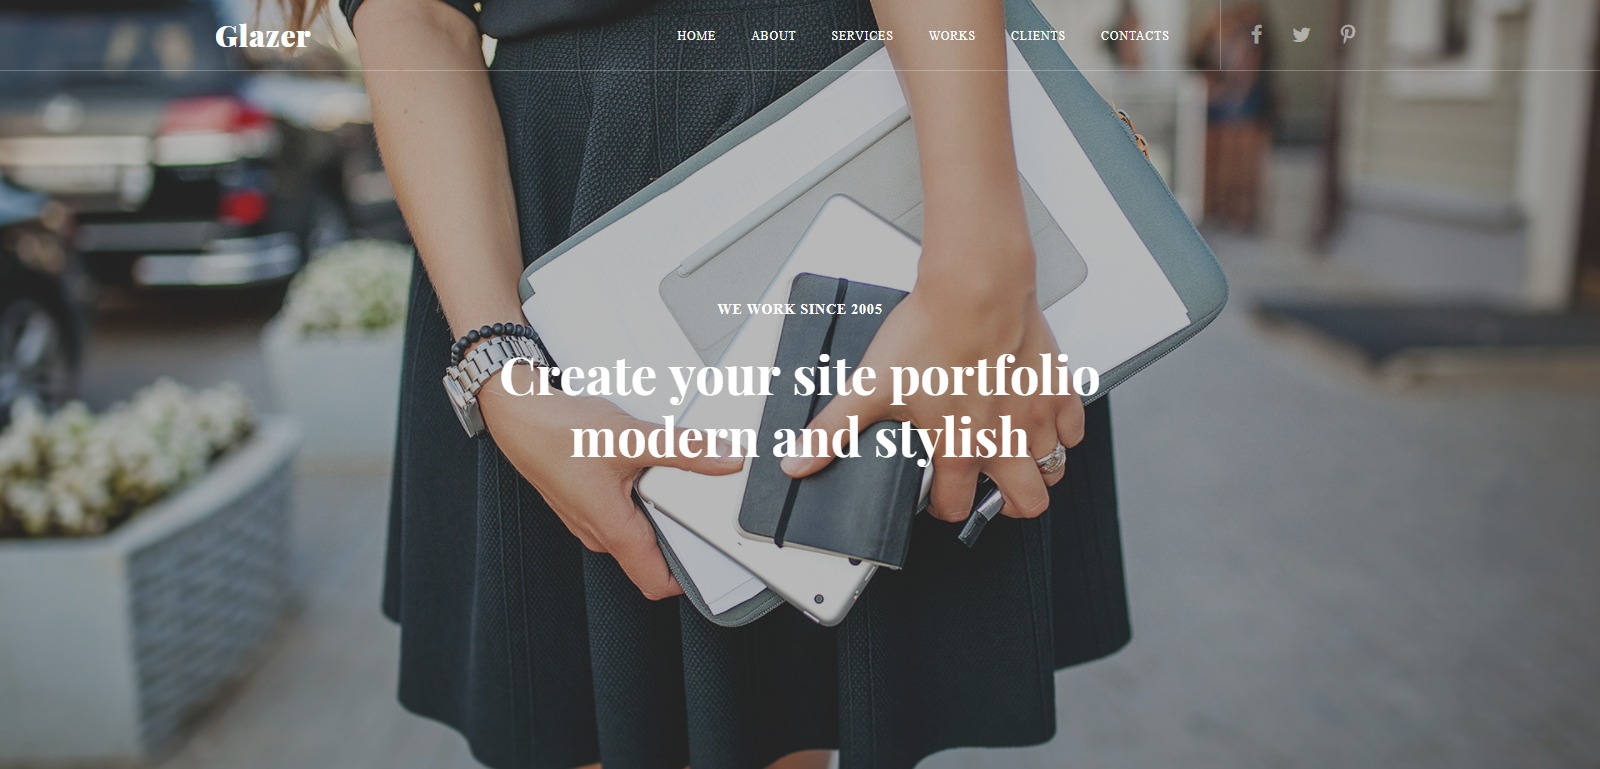 Glazer
HOME ABOUT SERVICES WORKS CLIENTS CONTACTS
WE WORK SINCE 2005
Create your site portfolio
modern and stylish